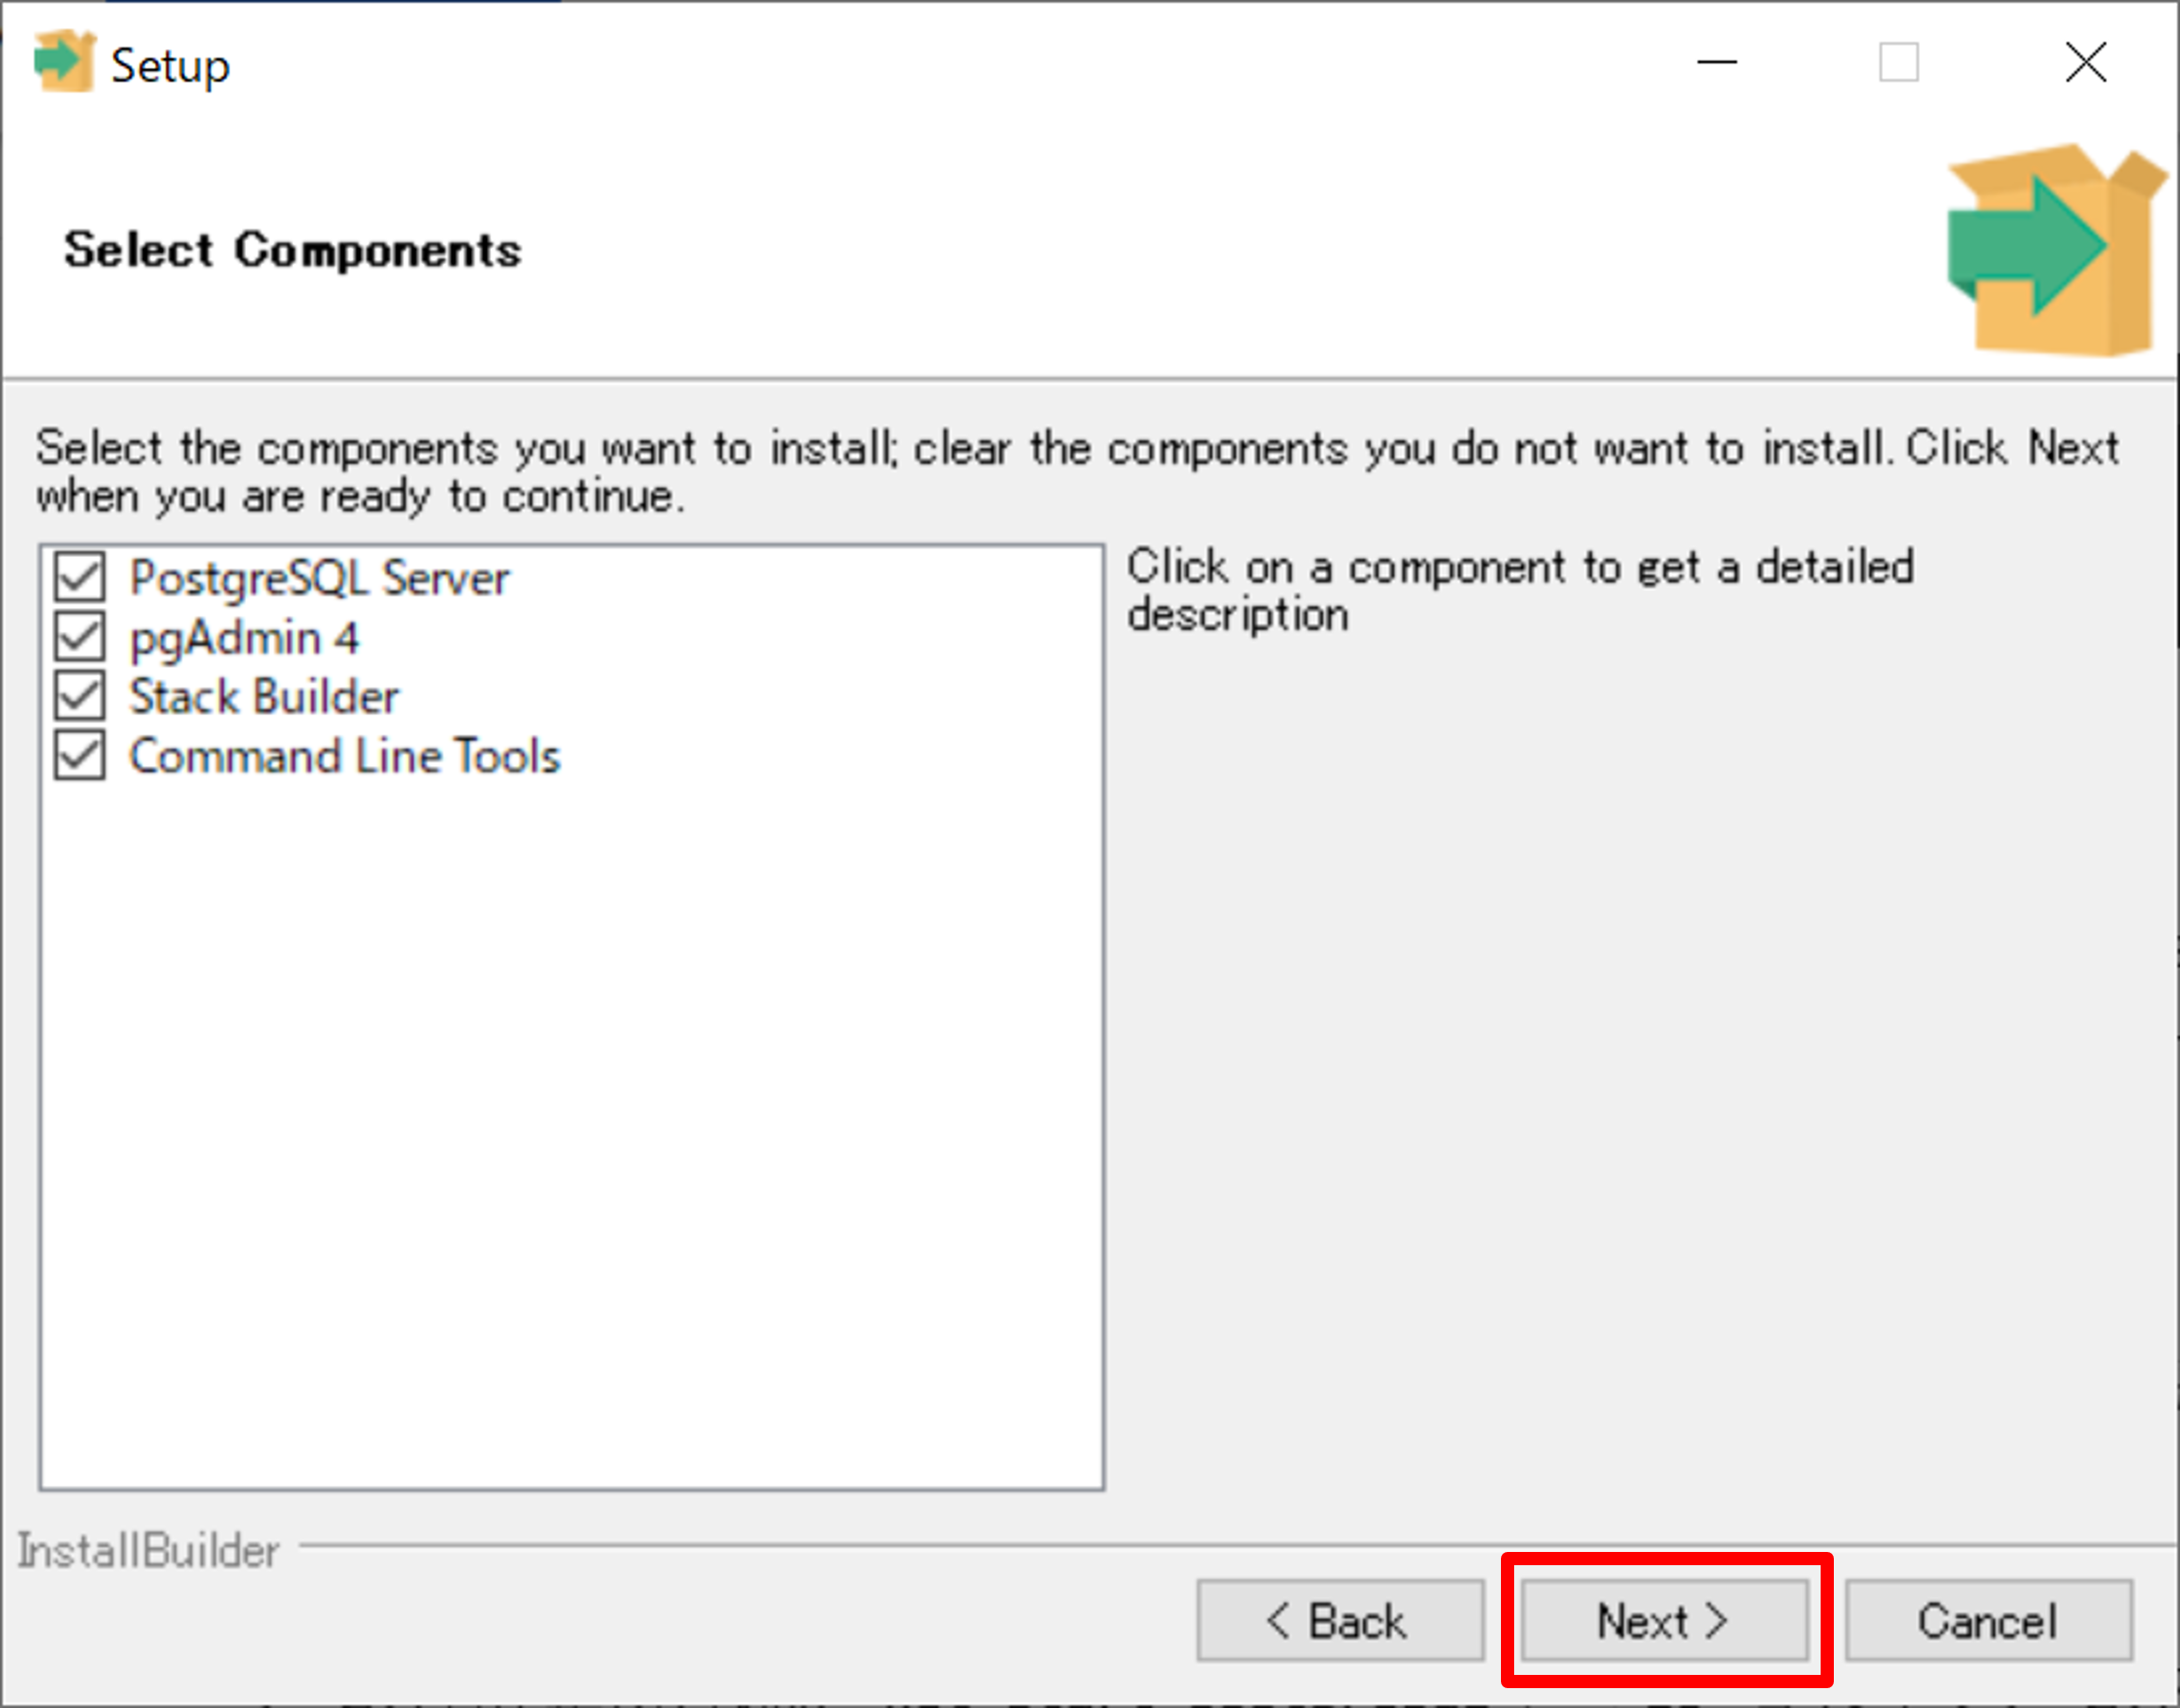 Setup
Select Components
Select the components you want to install; clear the components you do not want to install. Click Next
when you are ready to continue.
PostgreSQL Server
pgAdmin 4
Stack Builder
Command Line Tools
Click on a component to get a detailed
description
InstallBuilder
< Back
Next >
Cancel